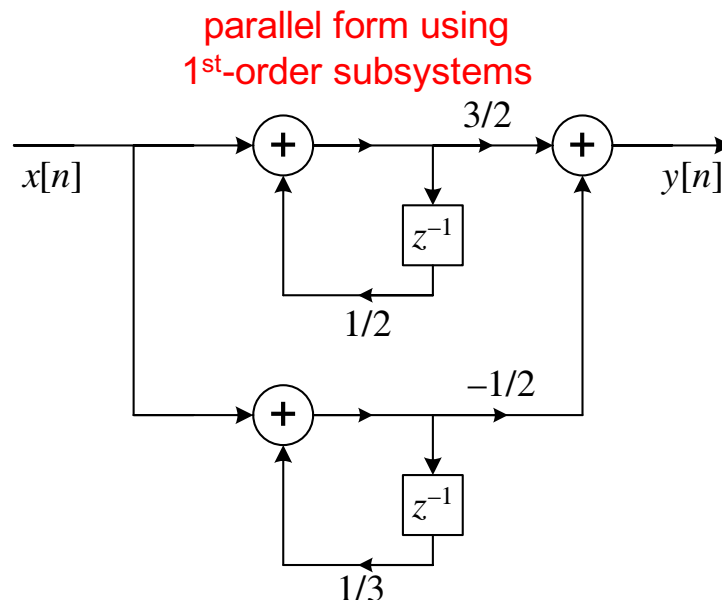 parallel form using
1st-order subsystems
3/2
+
+
x[n]
y[n]
z−1
1/2
−1/2
+
z−1
1/3